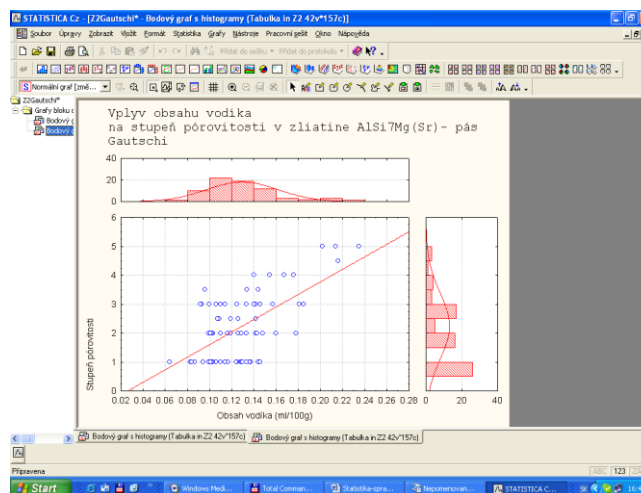 STATISTICA Cz - [Z2Gautschi* - Bodový graf s histogramy (Tabulka in Z2 42v*157c)]
Soubor Úpravy Zobrazit Vložit Formát Statistika Grafy Nástroje Pracovní sešit Okno Nápověda
Přidat do sešitu Přidat do protokolu
Normální graf [změ...
Z2Gautschi*
Grafy bloku d
Bodový g
Bodový g
Vplyv obsahu vodíka
na stupeň pórovitosti v zliatine AlSi7Mg(Sr)- pás
Gautschi
40
20
0
6
5
4
3
2
1
0
Stupeň pórovitosti
0.02 0.04 0.06 0.08 0.10 0.12 0.14 0.16 0.18 0.20 0.22 0.24 0.26 0.28
0 20 40
Obsah vodíka (ml/100g)
Bodový graf s histogramy (Tabulka in Z2 42v*157c) Bodový graf s histogramy (Tabulka in Z2 42v*157c)
Připravena
ABC 123
Start Windows Medi... Total Comman... Statistika-spra... Nepomenovan... STATISTICA C... SK